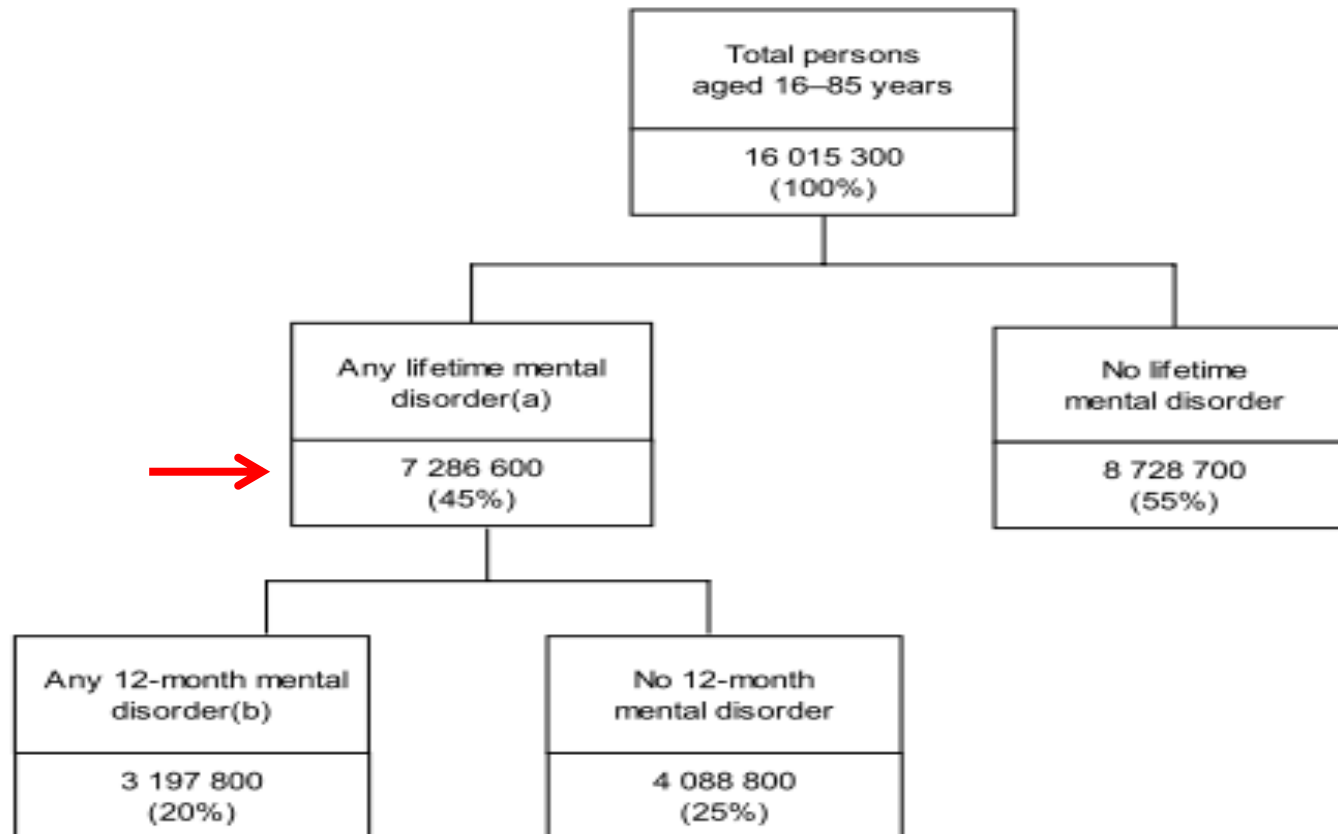 Total persons
aged 16–85 years
16 015 300
(100%)
Any lifetime mental
disorder(a)
7 286 600
(45%)
No lifetime
mental disorder
8 728 700
(55%)
Any 12-month mental
disorder(b)
3 197 800
(20%)
No 12-month
mental disorder
4 088 800
(25%)